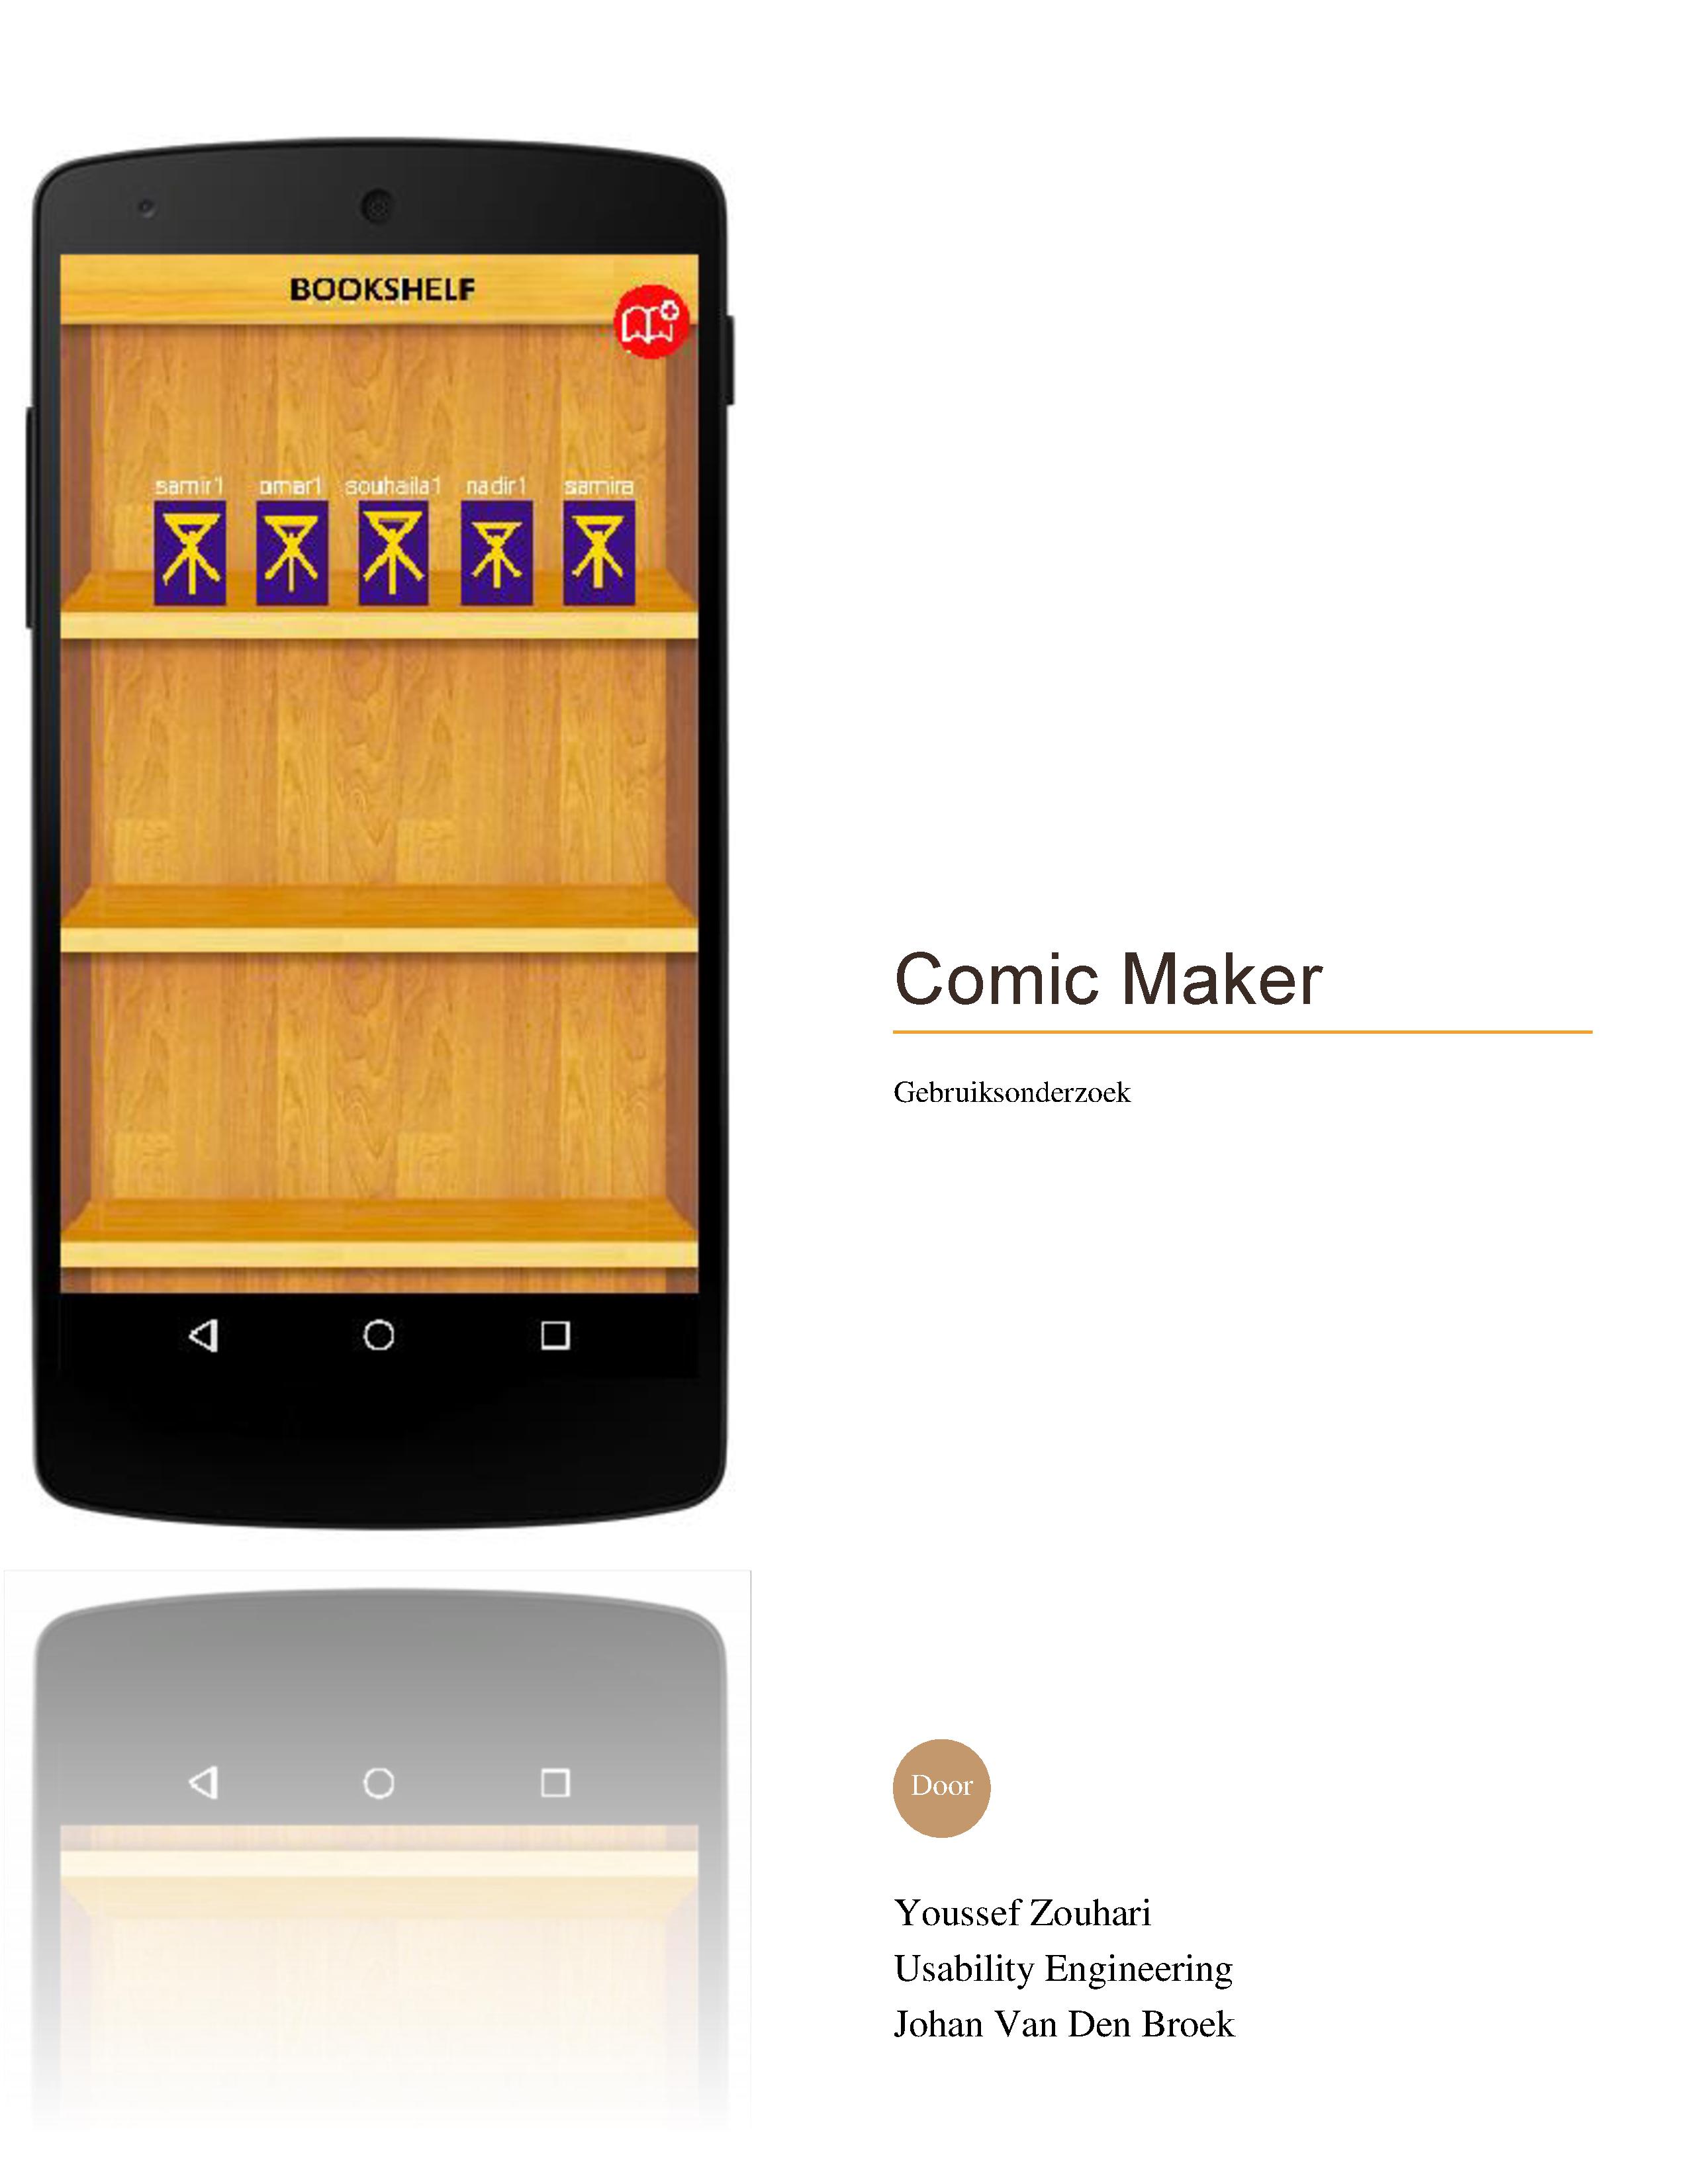 BOOKSHELF
samir1 omar1 souhaila1 nadir1 samira
Comic Maker
Gebruiksonderzoek
Door
Youssef Zouhari
Usability Engineering
Johan Van Den Broek